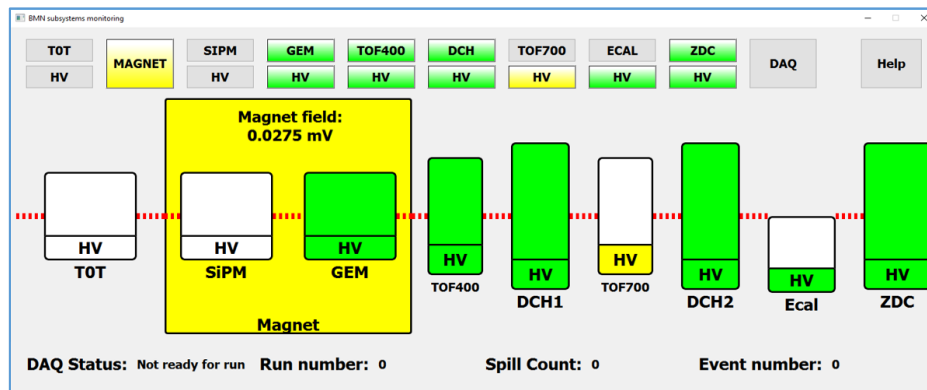 BMN subsystems monitoring
T0T MAGNET SIPM GEM TOF400 DCH TOF700 ECAL ZDC DAQ Help
HV HV HV HV HV HV HV HV
Magnet field:
0.0275 mV
HV HV HV HV HV HV HV HV HV
T0T SiPM GEM TOF400 DCH1 TOF700 DCH2 Ecal ZDC
Magnet
DAQ Status: Not ready for run Run number: 0 Spill Count: 0 Event number: 0